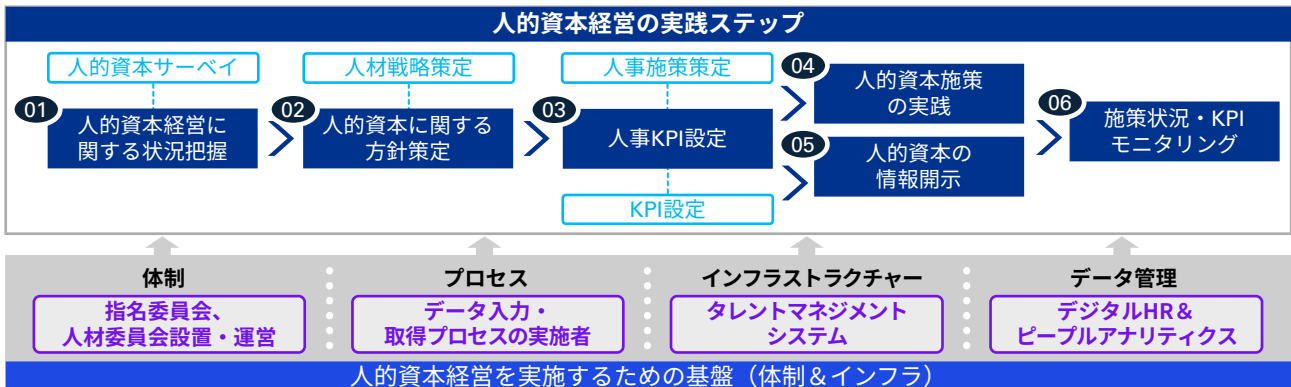 人的資本経営の実践ステップ
人的資本サーベイ
01
人的資本経営に
関する状況把握
人材戦略策定
02
人的資本に関する
方針策定
人事施策策定
03
人事KPI設定
KPI設定
04
人的資本施策
の実践
05
人的資本の
情報開示
06
施策状況・KPI
モニタリング
体制
指名委員会、
人材委員会設置・運営
プロセス
データ入力・
取得プロセスの実施者
インフラストラクチャー
タレントマネジメント
システム
データ管理
デジタルHR＆
ピープルアナリティクス
人的資本経営を実施するための基盤（体制＆インフラ）